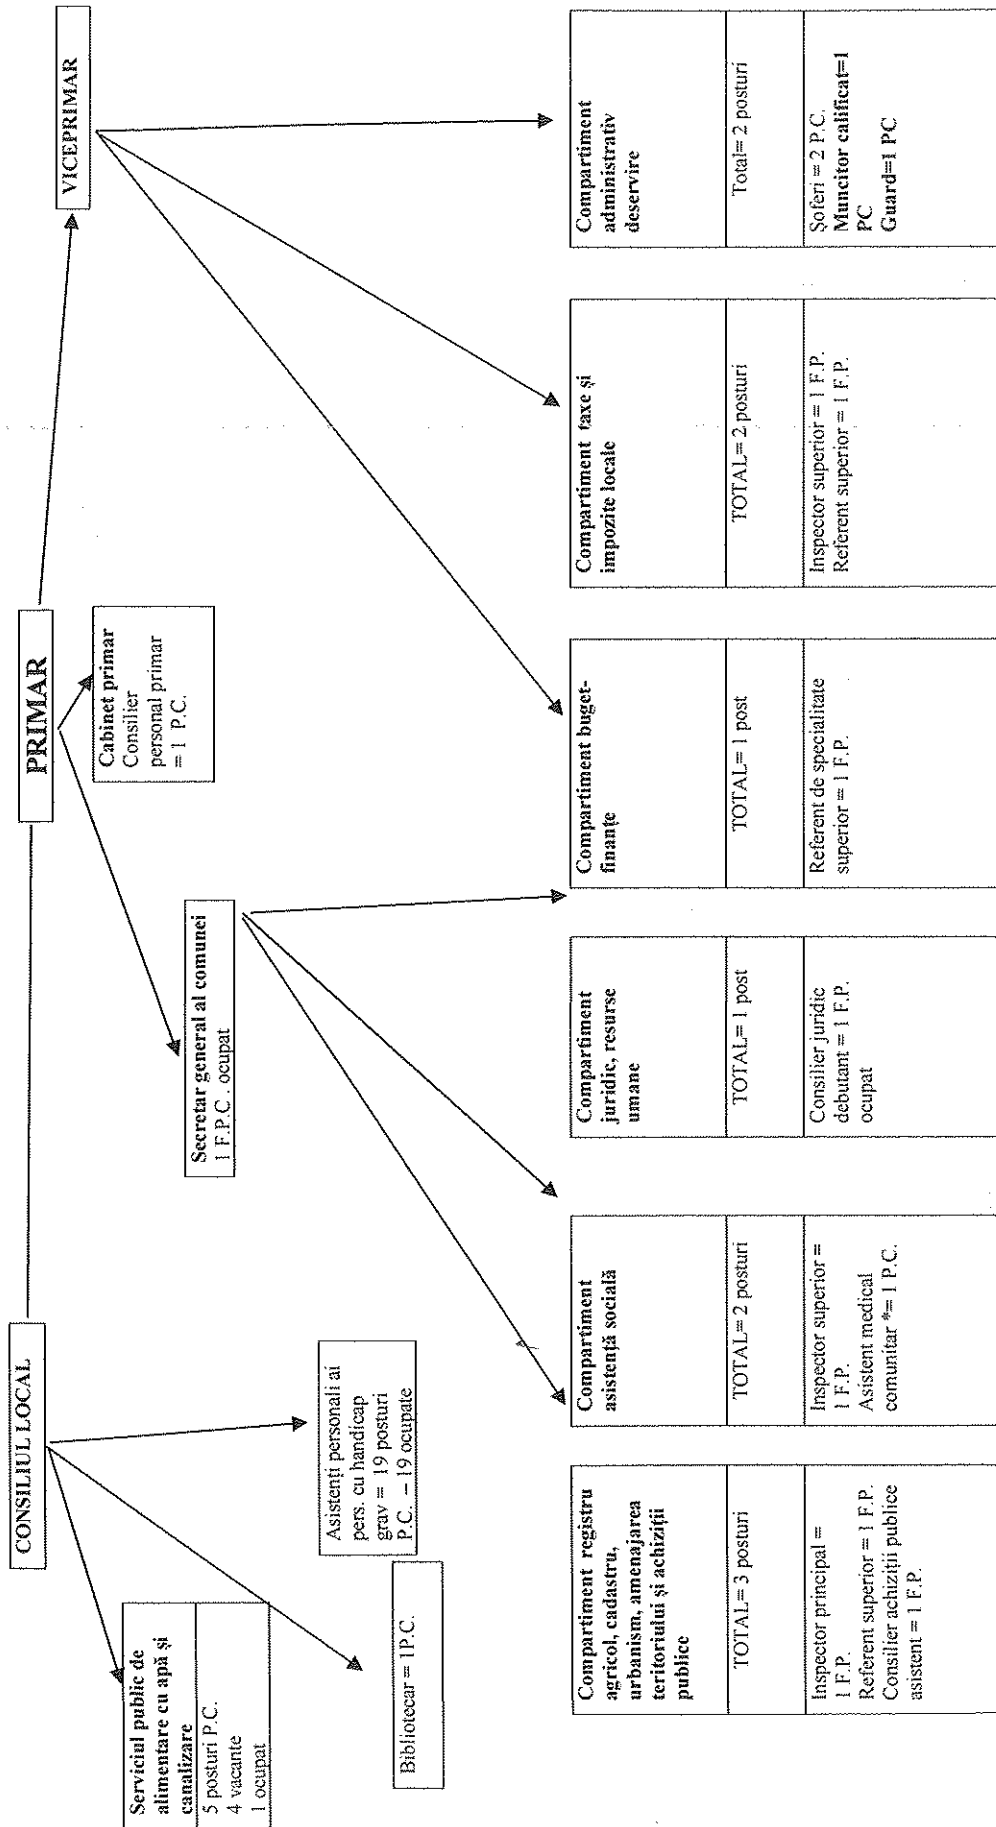 CONSILIUL LOCAL
PRIMAR
VICEPRIMAR
Cabinet primar
Consilier
personal primar
= 1 P.C.
Secretar general al comunei
1 F.P.C . ocupat
Serviciul public de
alimentare cu apă și
canalizare
5 posturi P.C.
4 vacante
1 ocupat
Bibliotecar = 1P.C.
Asistenți personali ai
pers. cu handicap
grav = 19 posturi
P.C. – 19 ocupate
Compartiment registru
agricol, cadastru,
urbanism, amenajarea
teritoriului și achiziții
publice
TOTAL= 3 posturi
Inspector principal =
1 F.P.
Referent superior = 1 F.P.
Consilier achiziții publice
asistent = 1 F.P.
Compartiment
asistență socială
TOTAL= 2 posturi
Inspector superior =
1 F.P.
Asistent medical
comunitar *= 1 P.C.
Compartiment
juridic, resurse
umane
TOTAL= 1 post
Consilier juridic
debutant = 1 F.P.
ocupat
Compartiment buget-
finanțe
TOTAL= 1 post
Referent de specialitate
superior = 1 F.P.
Compartiment taxe și
impozite locale
TOTAL= 2 posturi
Inspector superior = 1 F.P.
Referent superior = 1 F.P.
Compartiment
administrativ
deservire
Total= 2 posturi
Șoferi = 2 P.C.
Muncitor calificat=1
PC
Guard=1 PC